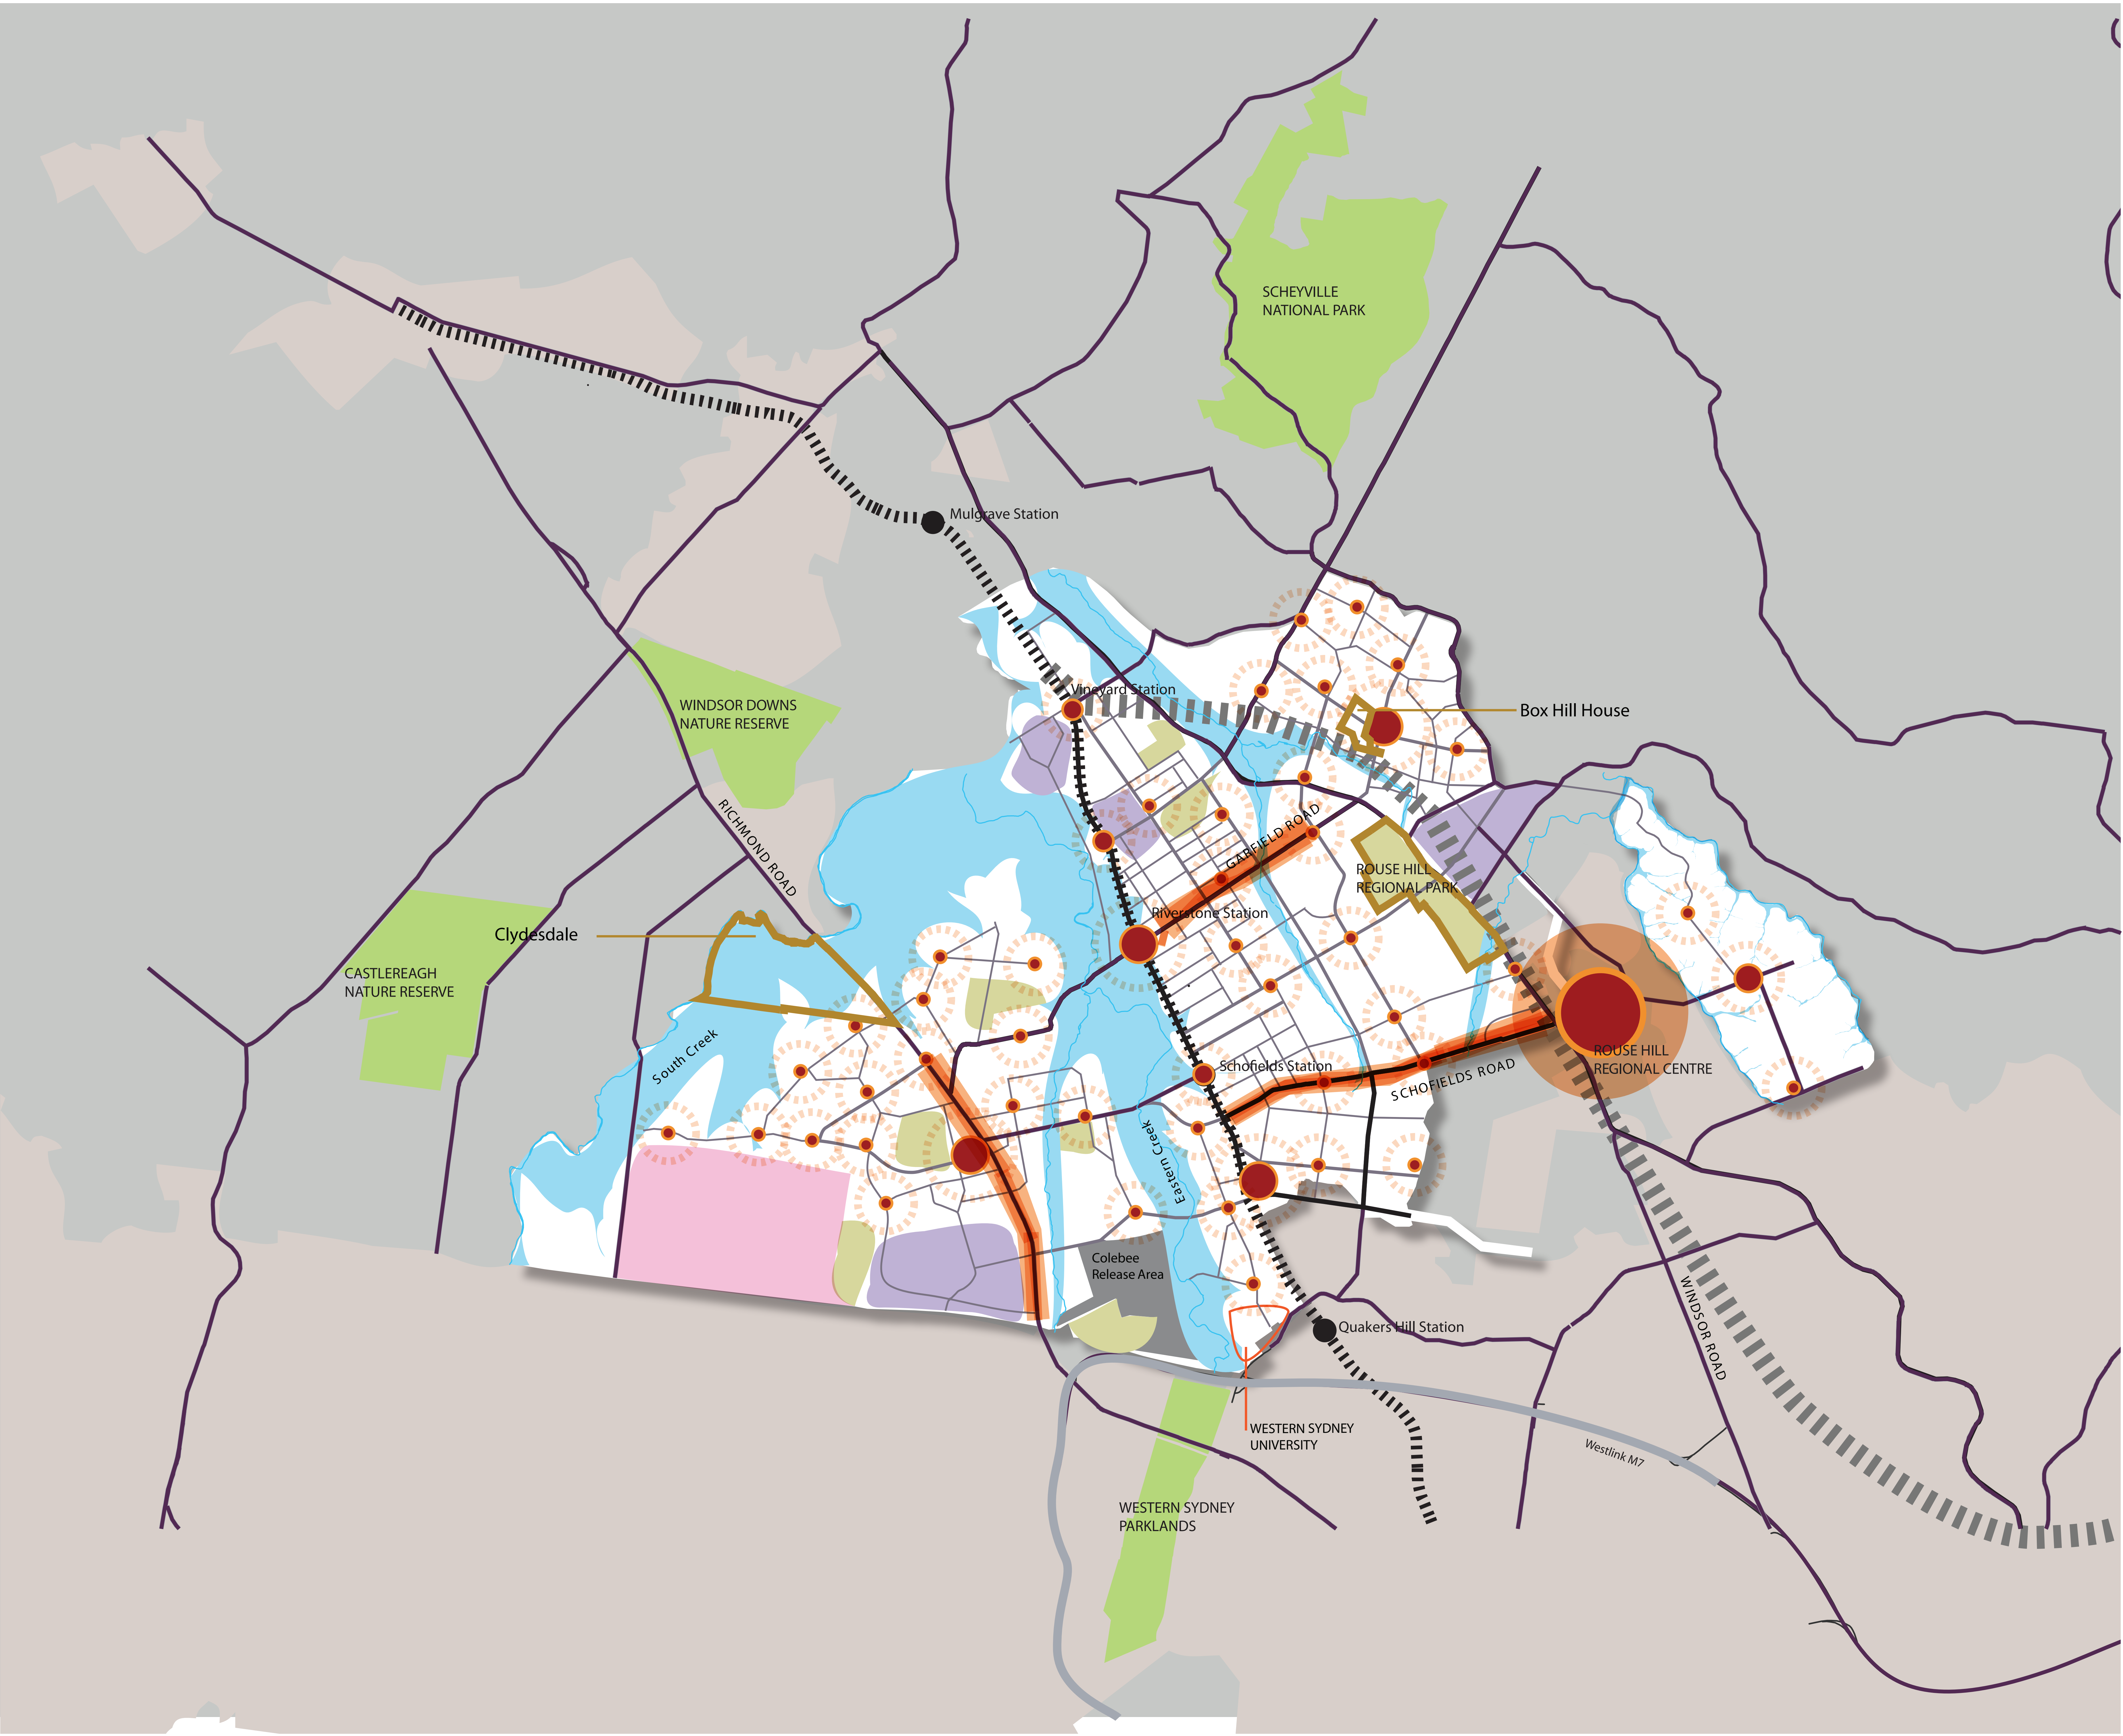 SCHEYVILLE
NATIONAL PARK
Mulgrave Station
Vineyard Station
WINDSOR DOWNS
NATURE RESERVE
Box Hill House
RICHMOND ROAD
GARFIELD ROAD
ROUSE HILL
REGIONAL PARK
Riverstone Station
Clydesdale
CASTLEREAGH
NATURE RESERVE
South Creek
Schofields Station
ROUSE HILL
REGIONAL CENTRE
SCHOFIELDS ROAD
Eastern Creek
Colebee
Release Area
Quakers Hill Station
WINDSOR ROAD
WESTERN SYDNEY
UNIVERSITY
Westlink M7
WESTERN SYDNEY
PARKLANDS